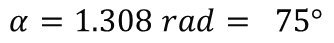 α = 1.308 rad = 75°